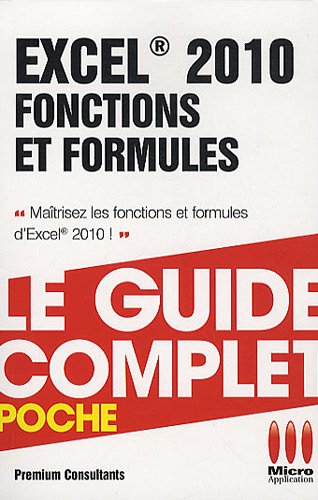 EXCEL® 2010
FONCTIONS
ET FORMULES
“ Maîtrisez les fonctions et formules
d'Excel® 2010 ! ”
LE GUIDE
COMPLET
POCHE
Premium Consultants
Micro
Application